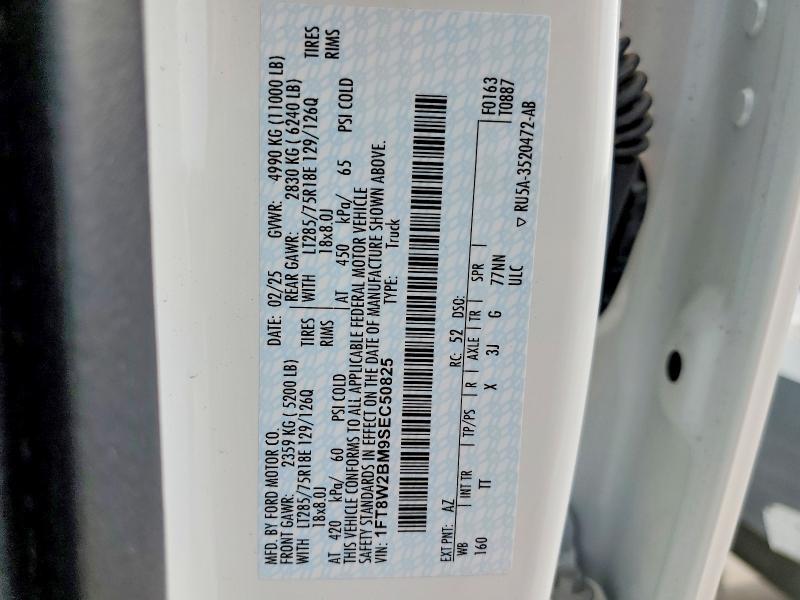 MFD. BY FORD MOTOR CO.
DATE: 02/25 GVWR: 4990 KG (11000 LB)
FRONT GAWR: 2359 KG ( 5200 LB) REAR GAWR: 2830 KG ( 6240 LB)
WITH LT285/75R18E 129/126Q TIRES WITH LT285/75R18E 129/126Q TIRES
18x8.0J RIMS 18x8.0J RIMS
AT 420 kPa/ 60 PSI COLD AT 450 kPa/ 65 PSI COLD
THIS VEHICLE CONFORMS TO ALL APPLICABLE FEDERAL MOTOR VEHICLE
SAFETY STANDARDS IN EFFECT ON THE DATE OF MANUFACTURE SHOWN ABOVE.
VIN: 1FT8W2BM9SEC50825 TYPE: Truck
EXT PNT: AZ RC: 52 DSO: F0163
WB INT TR TP/PS R AXLE TR SPR T0887
160 TT X 3J G 77NN
ULC ▽ RU5A-3520472-AB